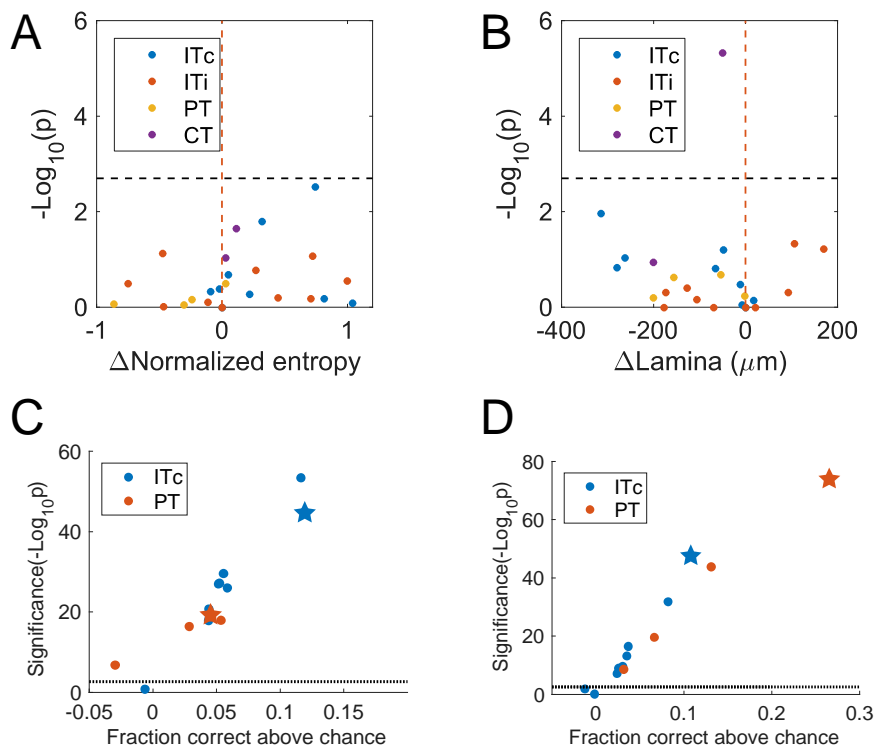 A
B
ITc
ITi
PT
CT
-Log10(p)
6
4
2
0
-1
0
1
ΔNormalized entropy
ITc
ITi
PT
CT
-Log10(p)
6
4
2
0
-400
-200
0
200
ΔLamina (μm)
C
D
ITc
PT
Significance(-Log10p)
60
40
20
0
-0.05
0
0.05
0.1
0.15
Fraction correct above chance
ITc
PT
Significance(-Log10p)
80
60
40
20
0
0
0.1
0.2
0.3
Fraction correct above chance